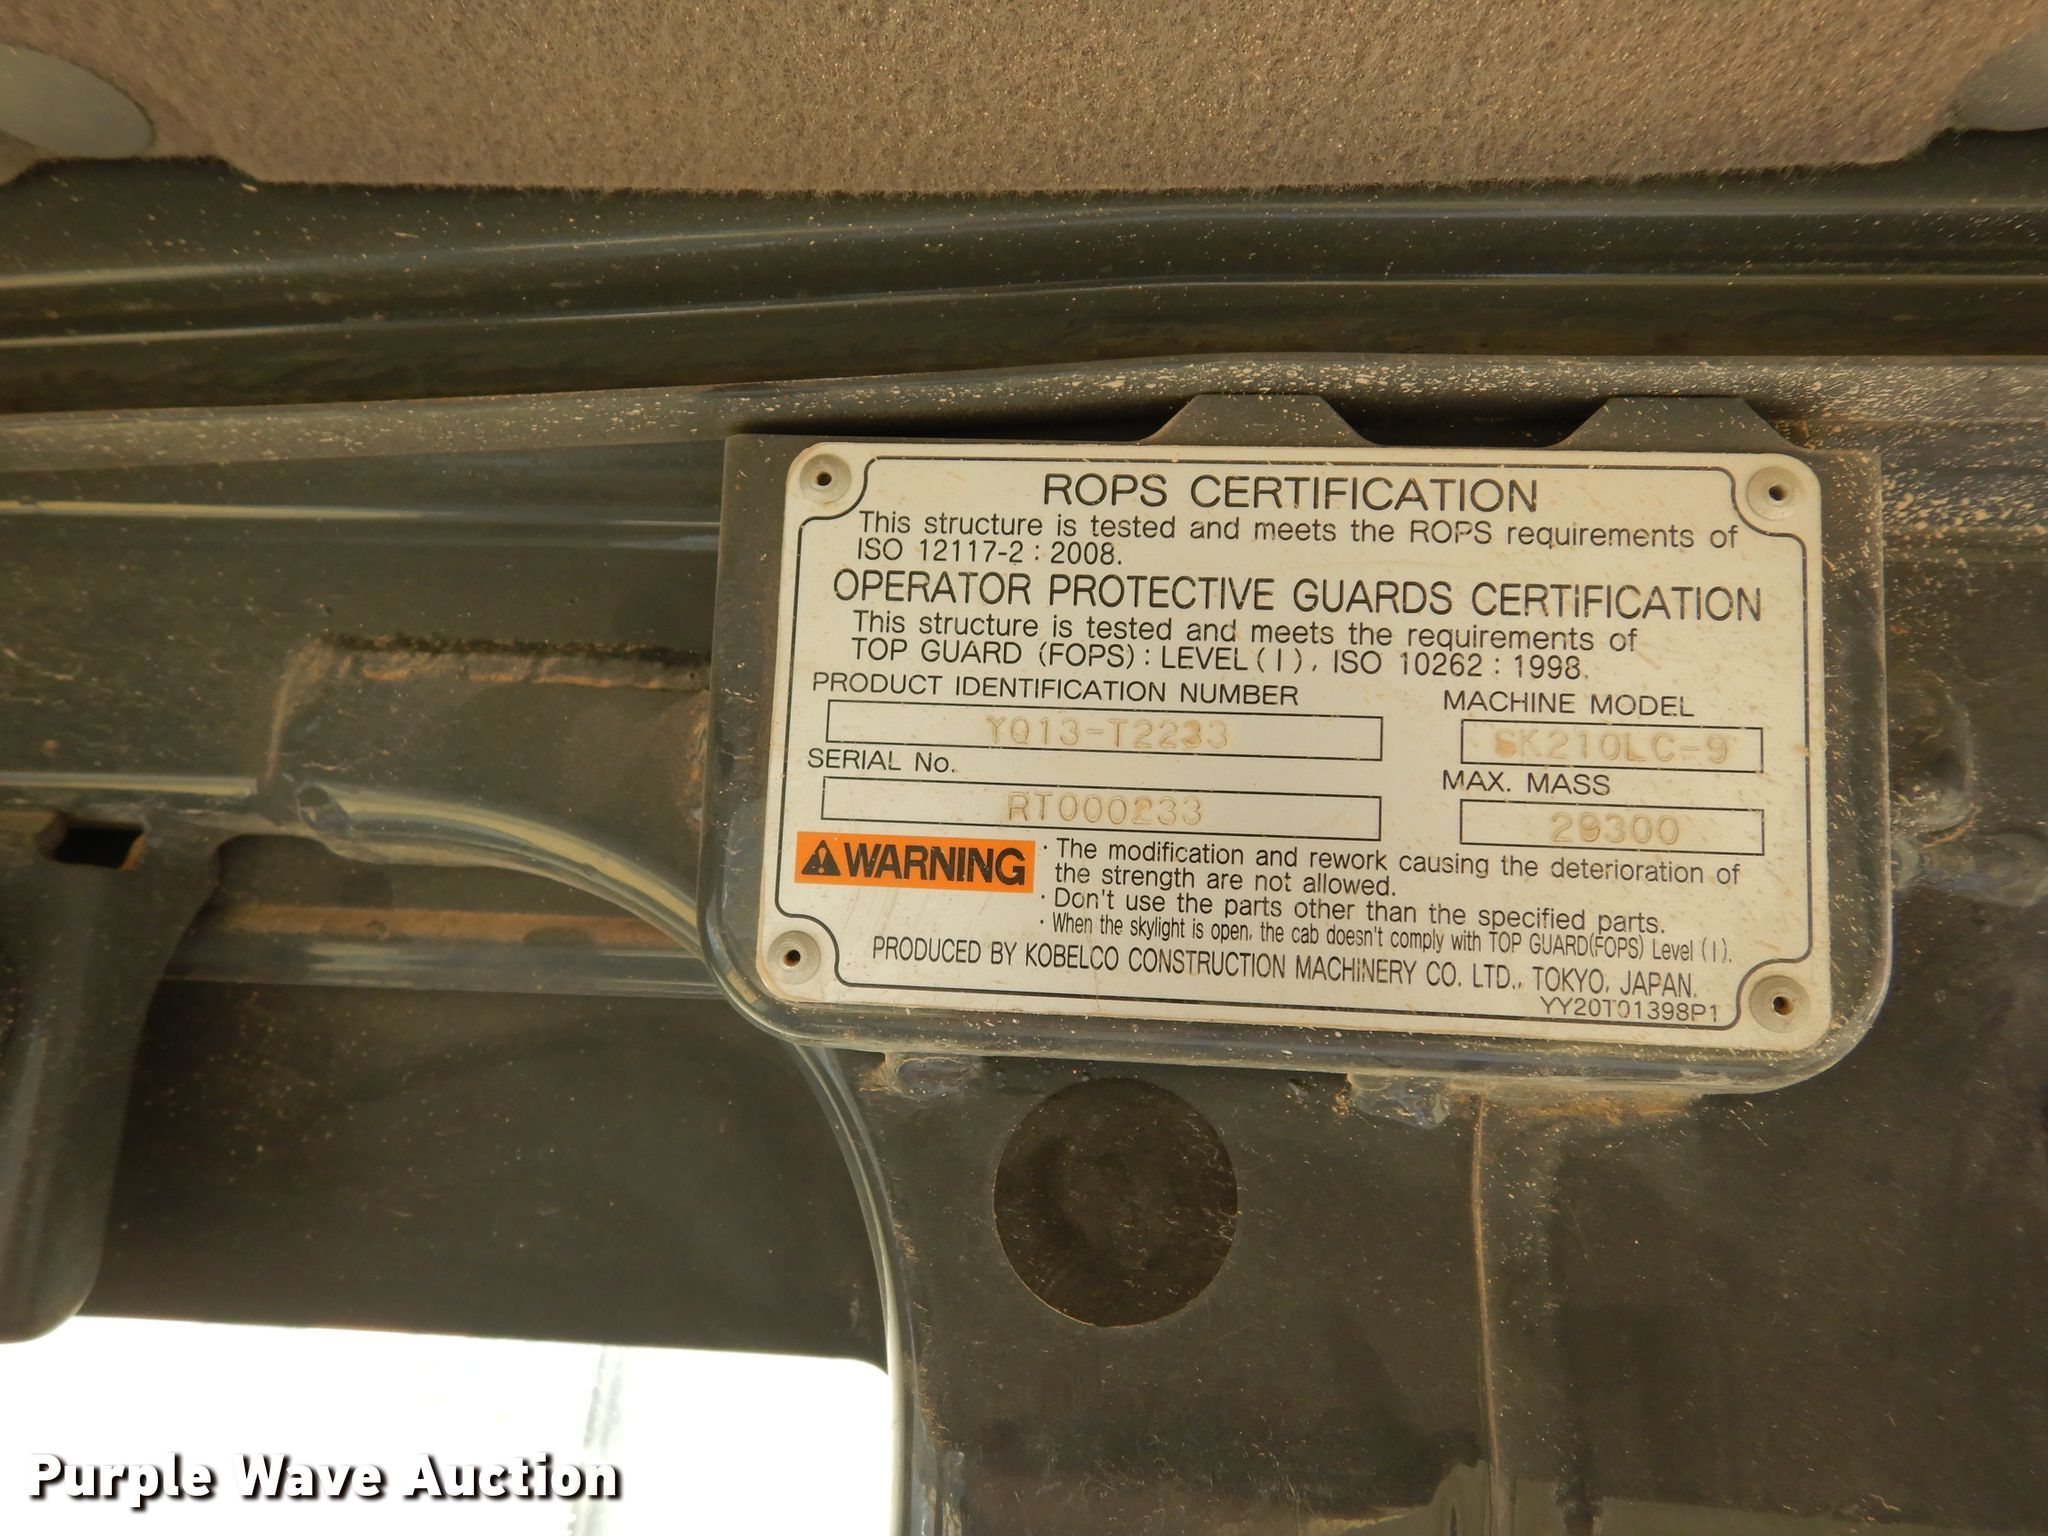 ROPS CERTIFICATION
This structure is tested and meets the ROPS requirements of
ISO 12117-2 : 2008.
OPERATOR PROTECTIVE GUARDS CERTIFICATION
This structure is tested and meets the requirements of
TOP GUARD (FOPS) : LEVEL ( I ) , ISO 10262 : 1998.
PRODUCT IDENTIFICATION NUMBER
YQ13-T2233
MACHINE MODEL
SK210LC-9
SERIAL No.
RT000233
MAX. MASS
29300
WARNING
· The modification and rework causing the deterioration of
the strength are not allowed.
· Don't use the parts other than the specified parts.
· When the skylight is open, the cab doesn't comply with TOP GUARD(FOPS) Level ( I ).
PRODUCED BY KOBELCO CONSTRUCTION MACHINERY CO. LTD., TOKYO, JAPAN.
YY20T01398P1
Purple Wave Auction